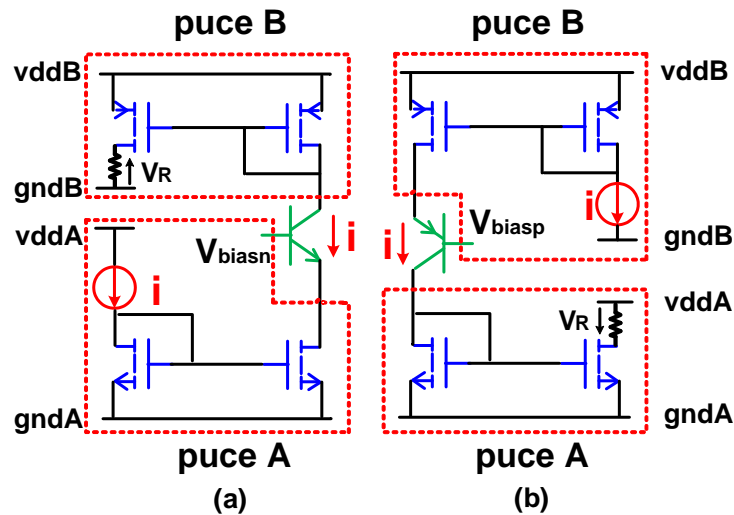 puce B
puce B
vddB
vddB
VR
gndB
vddA
Vbiasn
i
i
Vbiasp
i
i
gndB
VR
vddA
gndA
gndA
puce A
puce A
(a)
(b)